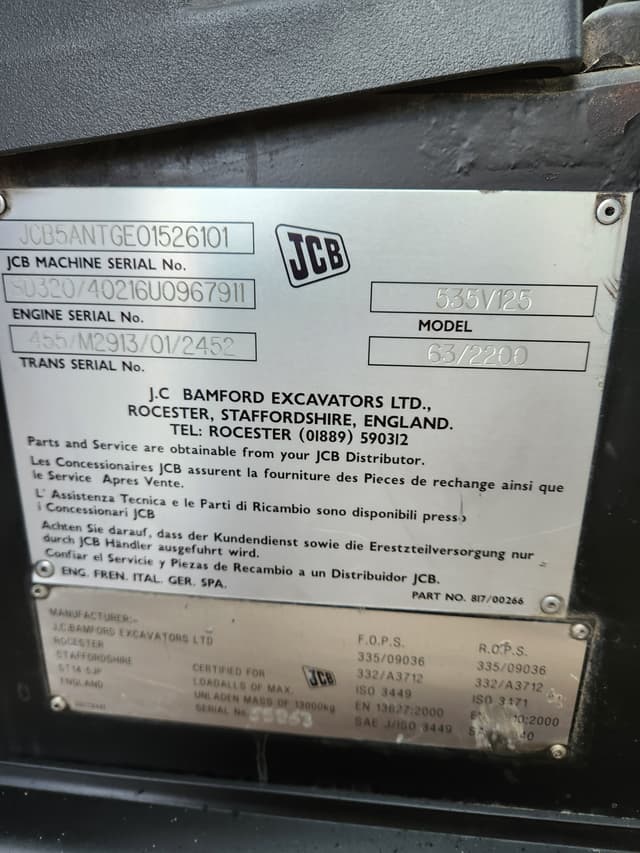 JCB5ANTGE01526101
JCB
JCB MACHINE SERIAL No.
SU320/40216U0967911
535V125
ENGINE SERIAL No.
MODEL
455/M2913/01/2452
63/2200
TRANS SERIAL No.
J.C BAMFORD EXCAVATORS LTD.,
ROCESTER, STAFFORDSHIRE, ENGLAND.
TEL: ROCESTER (01889) 590312
Parts and Service are obtainable from your JCB Distributor.
Les Concessionaires JCB assurent la fourniture des Pieces de rechange ainsi que
le Service Apres Vente.
L' Assistenza Tecnica e le Parti di Ricambio sono disponibili presso
i Concessionari JCB
Achten Sie darauf, dass der Kundendienst sowie die Erestzteilversorgung nur
durch JCB Händler ausgefuhrt wird.
Confiar el Servicie y Piezas de Recambio a un Distribuidor JCB.
ENG. FREN. ITAL. GER. SPA.
PART NO. 817/00266
MANUFACTURER:-
J.C.BAMFORD EXCAVATORS LTD
ROCESTER
STAFFORDSHIRE
ST14 5JP
ENGLAND
CERTIFIED FOR
LOADALLS OF MAX.
UNLADEN MASS OF 13000kg
SERIAL No.
JCB
F.O.P.S.
335/09036
332/A3712
ISO 3449
EN 13627:2000
SAE J/ISO 3449
R.O.P.S.
335/09036
332/A3712
ISO 3471